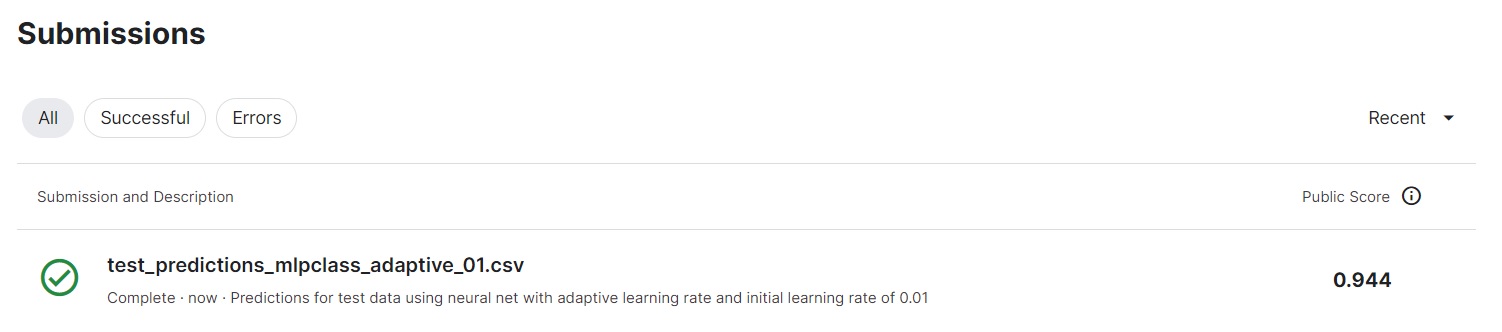 Submissions
All Successful Errors Recent
Submission and Description Public Score
test_predictions_mlpclass_adaptive_01.csv
0.944
Complete · now · Predictions for test data using neural net with adaptive learning rate and initial learning rate of 0.01